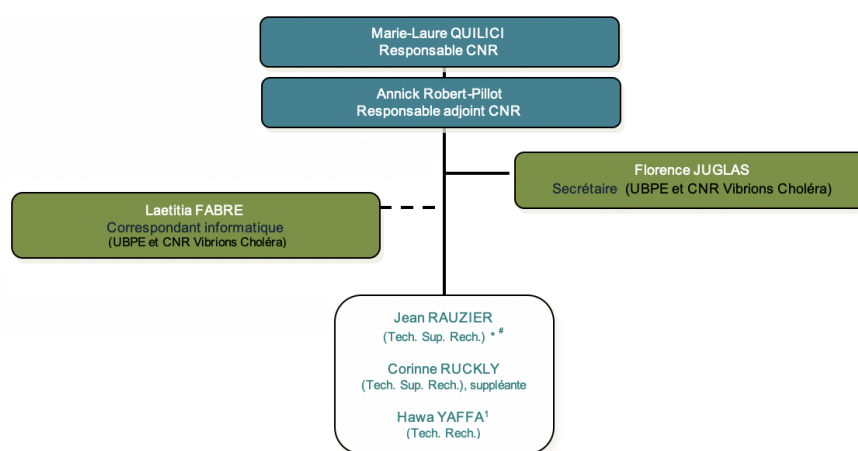 Marie-Laure QUILICI
Responsable CNR
Annick Robert-Pillot
Responsable adjoint CNR
Florence JUGLAS
Secrétaire (UBPE et CNR Vibrions Choléra)
Laetitia FABRE
Correspondant informatique
(UBPE et CNR Vibrions Choléra)
Jean RAUZIER
(Tech. Sup. Rech.) * #
Corinne RUCKLY
(Tech. Sup. Rech.), suppléante
Hawa YAFFA¹
(Tech. Rech.)